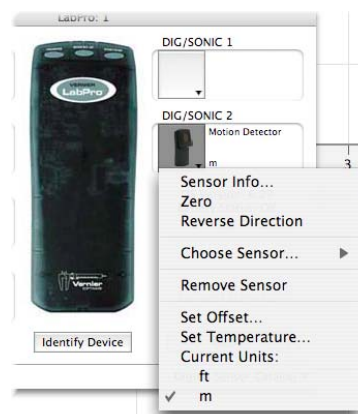 LabPro: 1
DIG/SONIC 1
VERNIER
LabPro
DIG/SONIC 2
Motion Detector
m
3
Sensor Info...
Zero
Reverse Direction
Choose Sensor...
Remove Sensor
Vernier
Set Offset...
Identify Device
Set Temperature...
Current Units:
ft
✓ m